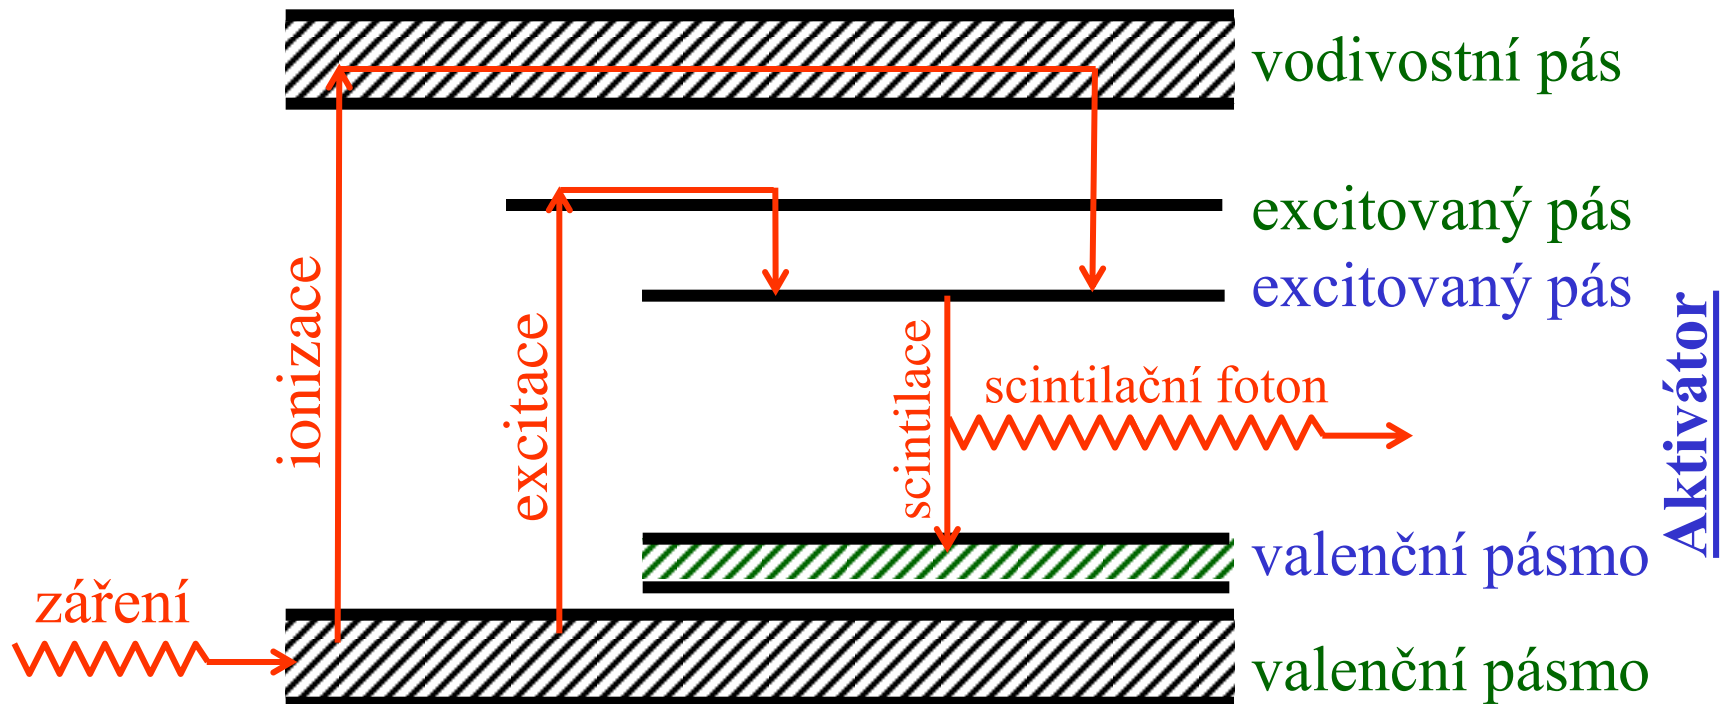 vodivostní pás
excitovaný pás
excitovaný pás
ionizace
excitace
scintilace
scintilační foton
Aktivátor
valenční pásmo
záření
valenční pásmo